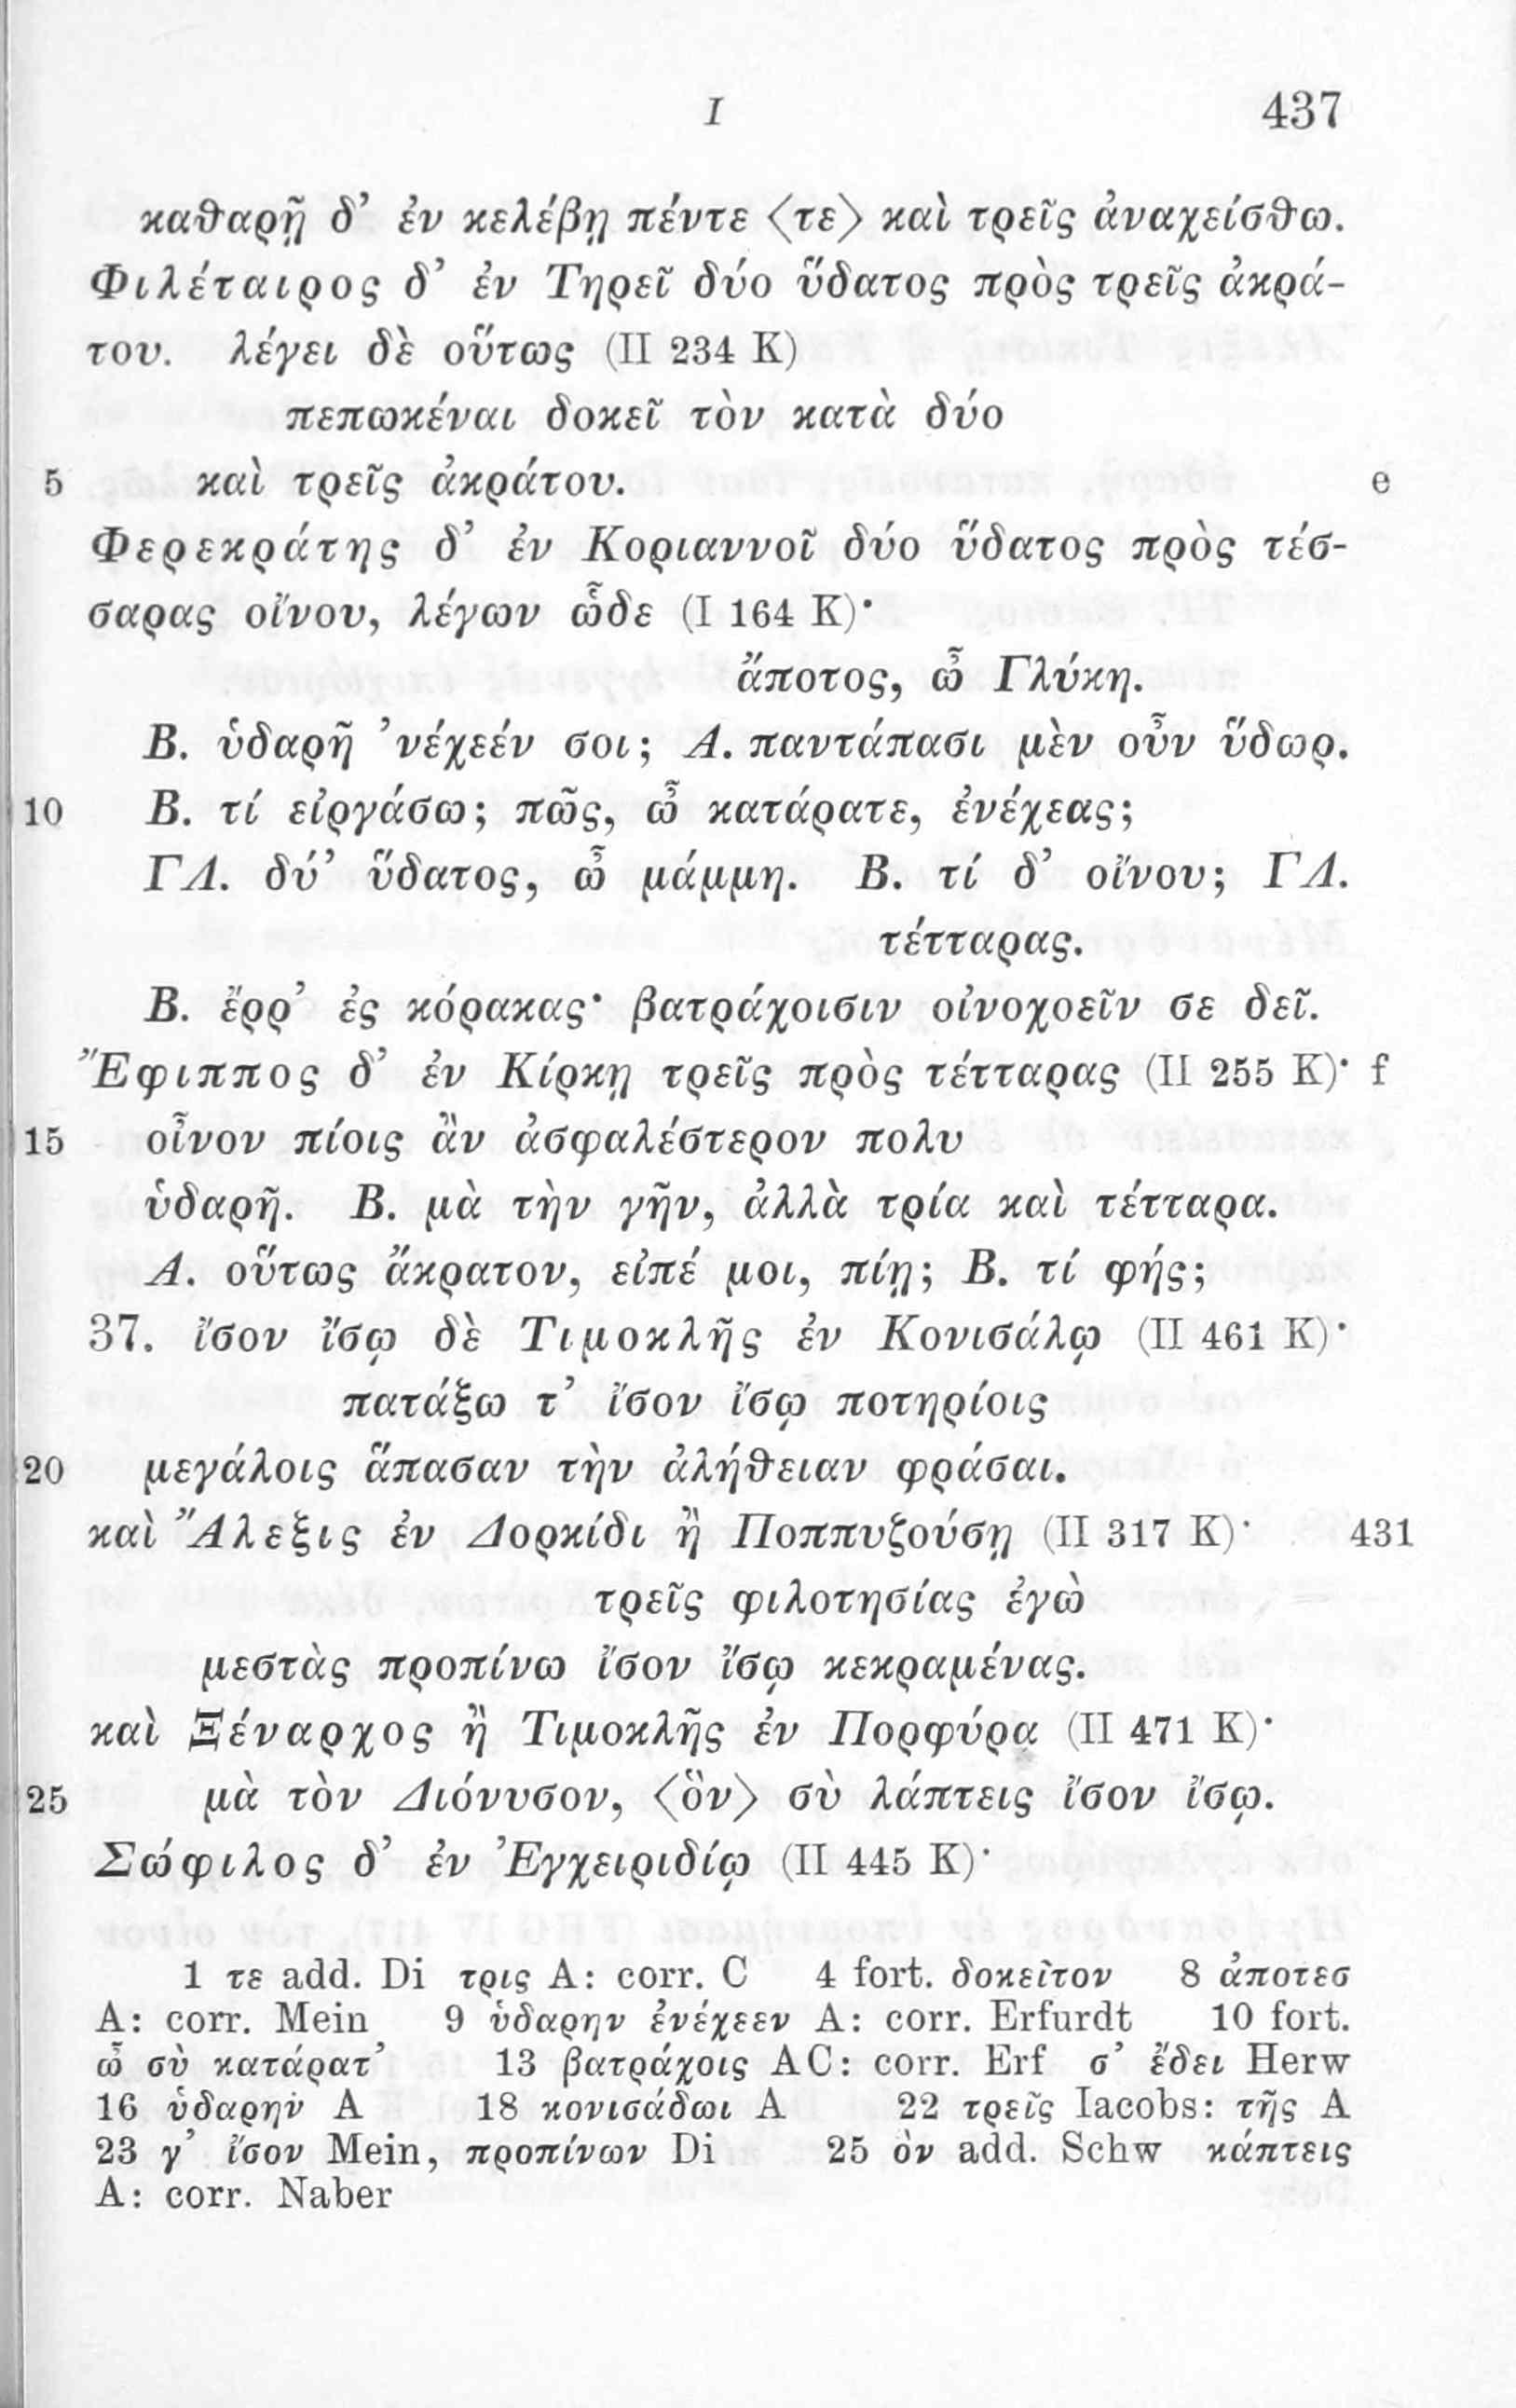 I 437
καθαρῇ δ’ ἐν κελέβῃ πέντε ⟨τε⟩ καὶ τρεῖς ἀναχείσθω.
Φιλέταιρος δ’ ἐν Τηρεῖ δύο ὕδατος πρὸς τρεῖς ἀκρά-
του. λέγει δὲ οὕτως (II 234 K)
πεπωκέναι δοκεῖ τὸν κατὰ δύο
5 καὶ τρεῖς ἀκράτου. e
Φερεκράτης δ’ ἐν Κοριαννοῖ δύο ὕδατος πρὸς τέσ-
σαρας οἴνου, λέγων ὧδε (I 164 K)·
ἄποτος, ὦ Γλύκη.
Β. ὑδαρῆ ’νέχεέν σοι; Α. παντάπασι μὲν οὖν ὕδωρ.
10 Β. τί εἰργάσω; πῶς, ὦ κατάρατε, ἐνέχεας;
ΓΛ. δύ’ ὕδατος, ὦ μάμμη. Β. τί δ’ οἴνου; ΓΛ.
τέτταρας.
Β. ἔρρ’ ἐς κόρακας· βατράχοισιν οἰνοχοεῖν σε δεῖ.
Ἔφιππος δ’ ἐν Κίρκῃ τρεῖς πρὸς τέτταρας (II 255 K)· f
15 οἶνον πίοις ἂν ἀσφαλέστερον πολυ
ὑδαρῆ. Β. μὰ τὴν γῆν, ἀλλὰ τρία καὶ τέτταρα.
Α. οὕτως ἄκρατον, εἰπέ μοι, πίῃ; Β. τί φής;
37. ἴσον ἴσῳ δὲ Τιμοκλῆς ἐν Κονισάλῳ (II 461 K)·
πατάξω τ’ ἴσον ἴσῳ ποτηρίοις
20 μεγάλοις ἅπασαν τὴν ἀλήθειαν φράσαι.
καὶ Ἄλεξις ἐν Δορκίδι ἢ Ποππυζούσῃ (II 317 K)· 431
τρεῖς φιλοτησίας ἐγὼ
μεστὰς προπίνω ἴσον ἴσῳ κεκραμένας.
καὶ Ξέναρχος ἢ Τιμοκλῆς ἐν Πορφύρᾳ (II 471 K)·
25 μὰ τὸν Διόνυσον, ⟨ὃν⟩ σὺ λάπτεις ἴσον ἴσῳ.
Σώφιλος δ’ ἐν Ἐγχειριδίῳ (II 445 K)·
1 τε add. Di τρις A: corr. C 4 fort. δοκεῖτον 8 ἀποτεσ
A: corr. Mein 9 ὑδαρην ἐνέχεεν A: corr. Erfurdt 10 fort.
ὦ σὺ κατάρατ’ 13 βατράχοις AC: corr. Erf σ’ ἔδει Herw
16 ὑδαρηὺ A 18 κονισάδωι A 22 τρεῖς Iacobs: τῆς A
23 γ’ ἴσον Mein, προπίνων Di 25 ὃν add. Schw κάπτεις
A: corr. Naber